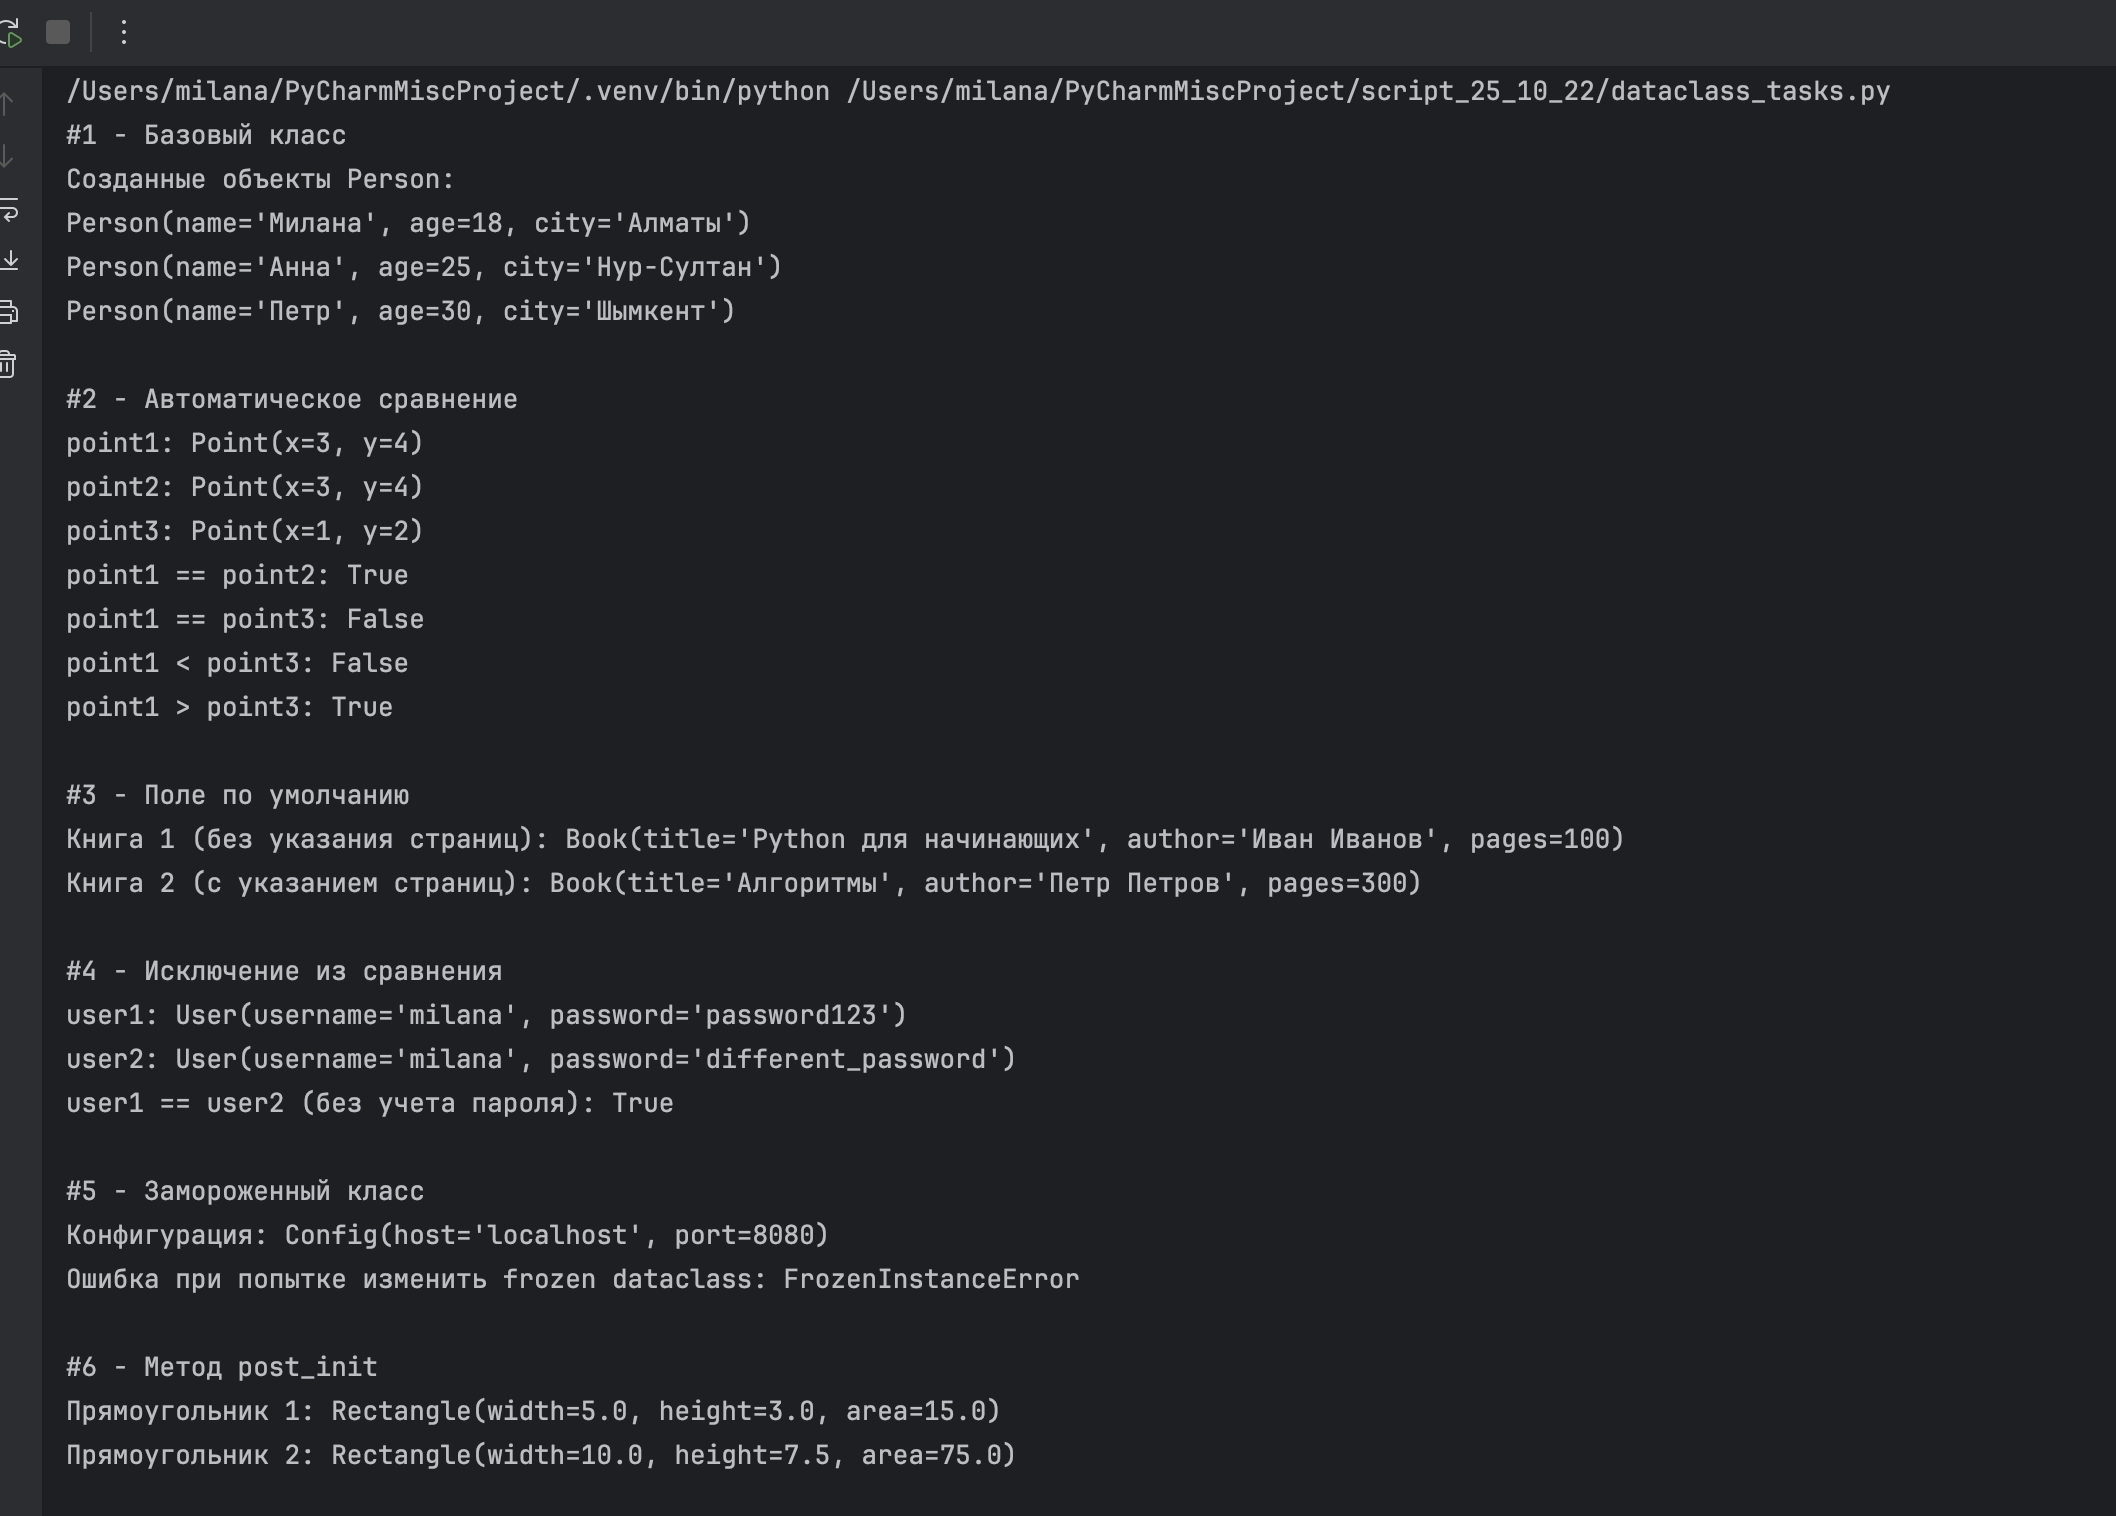 /Users/milana/PyCharmMiscProject/.venv/bin/python /Users/milana/PyCharmMiscProject/script_25_10_22/dataclass_tasks.py
#1 - Базовый класс
Созданные объекты Person:
Person(name='Милана', age=18, city='Алматы')
Person(name='Анна', age=25, city='Нур-Султан')
Person(name='Петр', age=30, city='Шымкент')

#2 - Автоматическое сравнение
point1: Point(x=3, y=4)
point2: Point(x=3, y=4)
point3: Point(x=1, y=2)
point1 == point2: True
point1 == point3: False
point1 < point3: False
point1 > point3: True

#3 - Поле по умолчанию
Книга 1 (без указания страниц): Book(title='Python для начинающих', author='Иван Иванов', pages=100)
Книга 2 (с указанием страниц): Book(title='Алгоритмы', author='Петр Петров', pages=300)

#4 - Исключение из сравнения
user1: User(username='milana', password='password123')
user2: User(username='milana', password='different_password')
user1 == user2 (без учета пароля): True

#5 - Замороженный класс
Конфигурация: Config(host='localhost', port=8080)
Ошибка при попытке изменить frozen dataclass: FrozenInstanceError

#6 - Метод post_init
Прямоугольник 1: Rectangle(width=5.0, height=3.0, area=15.0)
Прямоугольник 2: Rectangle(width=10.0, height=7.5, area=75.0)